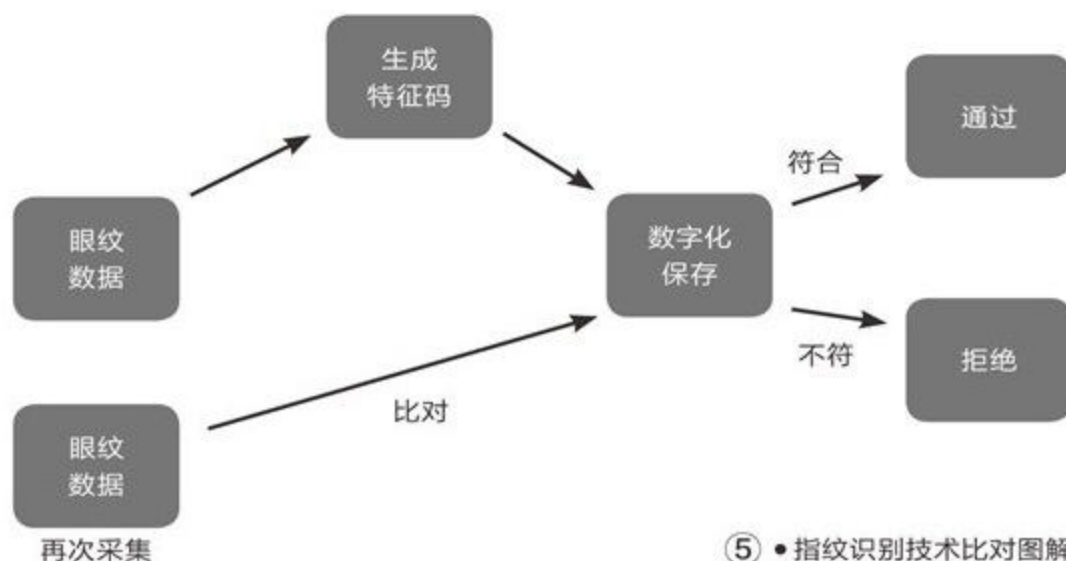 生成
特征码
通过
符合
眼纹
数据
数字化
保存
不符
拒绝
比对
眼纹
数据
再次采集
⑤ • 指纹识别技术比对图解